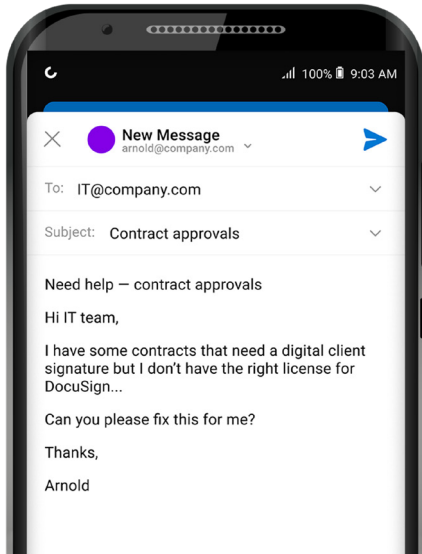 100% 9:03 AM
New Message
arnold@company.com
To: IT@company.com
Subject: Contract approvals
Need help — contract approvals
Hi IT team,
I have some contracts that need a digital client
signature but I don't have the right license for
DocuSign...
Can you please fix this for me?
Thanks,
Arnold